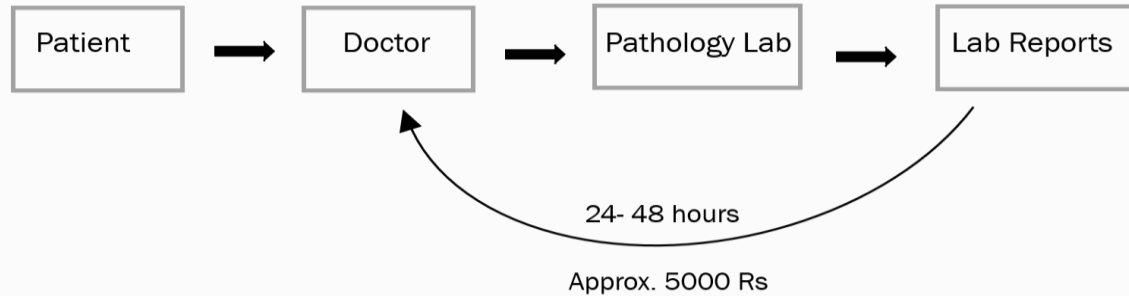 Patient
Doctor
Pathology Lab
Lab Reports
24- 48 hours
Approx. 5000 Rs